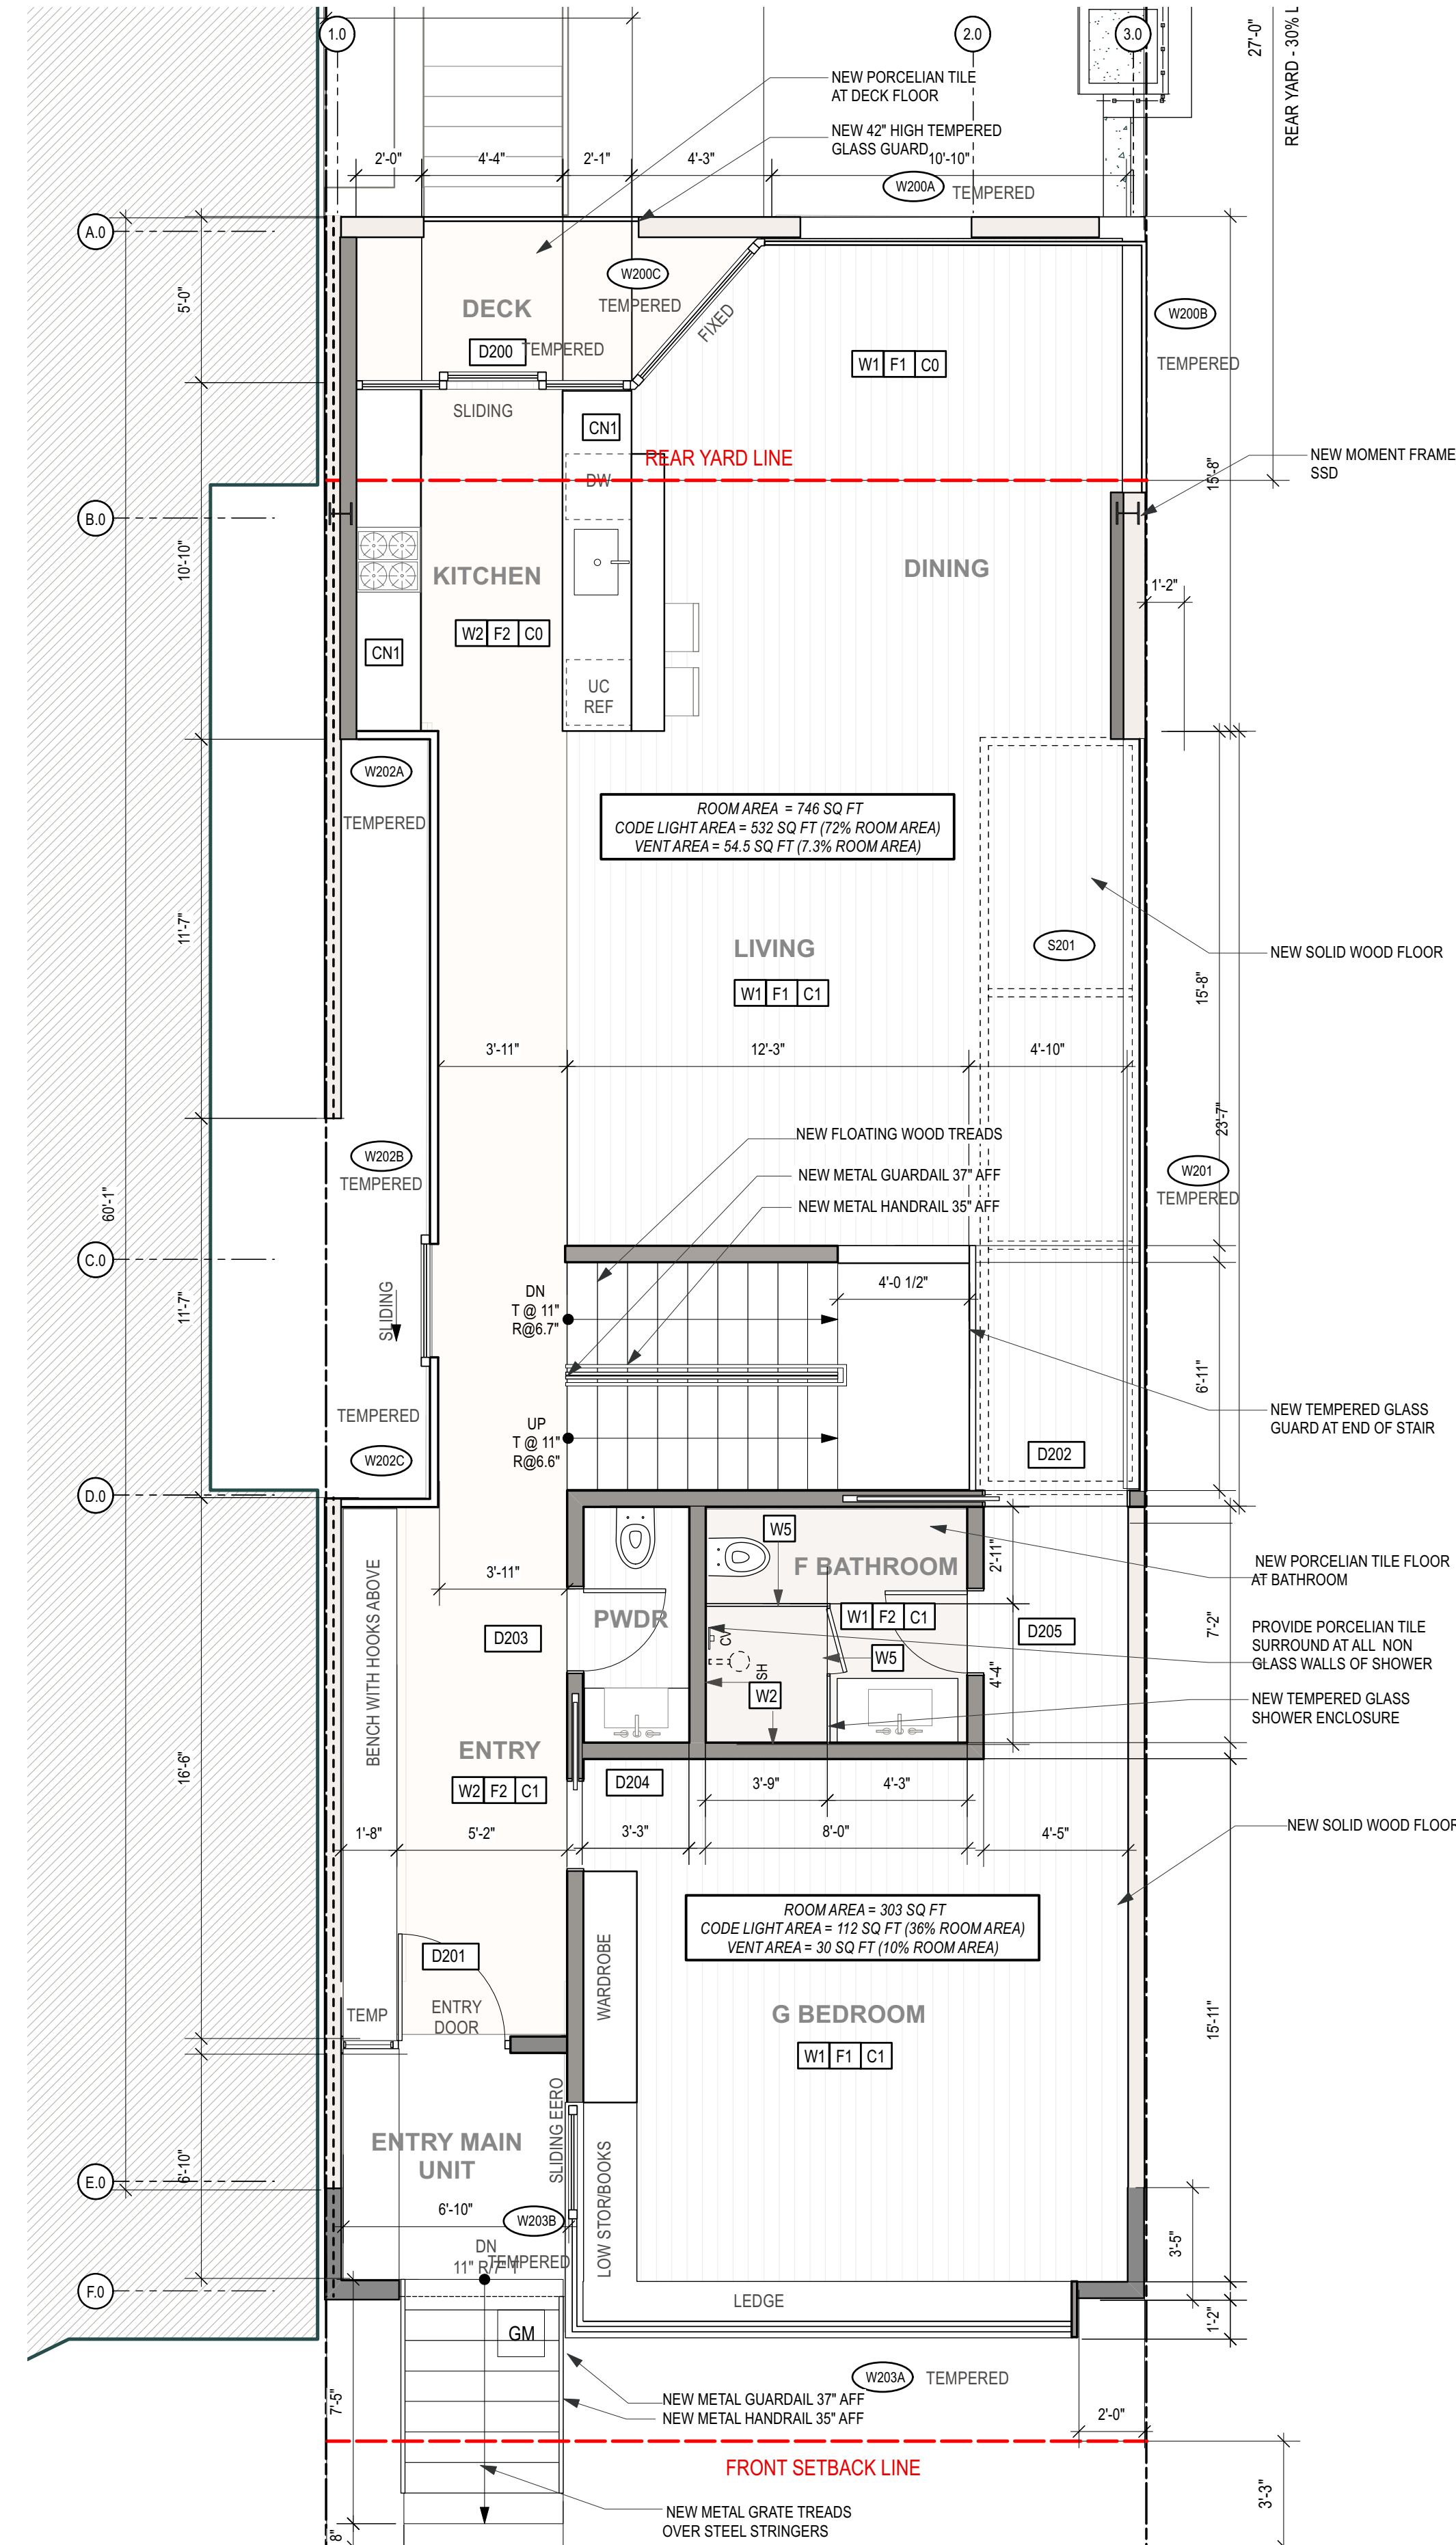 1.0
2.0
3.0
27'-0"
REAR YARD - 30% L
NEW PORCELIAN TILE
AT DECK FLOOR
NEW 42" HIGH TEMPERED
GLASS GUARD
2'-0"
4'-4"
2'-1"
4'-3"
10'-10"
W200A
TEMPERED
A.0
5'-0"
DECK
W200C
TEMPERED
FIXED
W200B
TEMPERED
D200
TEMPERED
SLIDING
W1 F1 C0
CN1
REAR YARD LINE
DW
15'-8"
NEW MOMENT FRAME
SSD
B.0
10'-10"
KITCHEN
DINING
1'-2"
W2 F2 C0
CN1
UC
REF
W202A
TEMPERED
ROOM AREA = 746 SQ FT
CODE LIGHT AREA = 532 SQ FT (72% ROOM AREA)
VENT AREA = 54.5 SQ FT (7.3% ROOM AREA)
11'-7"
LIVING
S201
NEW SOLID WOOD FLOOR
W1 F1 C1
15'-8"
3'-11"
12'-3"
4'-10"
23'-7"
NEW FLOATING WOOD TREADS
W202B
TEMPERED
NEW METAL GUARDAIL 37" AFF
W201
TEMPERED
NEW METAL HANDRAIL 35" AFF
60'-1"
C.0
11'-7"
SLIDING
DN
T @ 11"
R@6.7"
4'-0 1/2"
6'-11"
TEMPERED
UP
T @ 11"
R@6.6"
NEW TEMPERED GLASS
GUARD AT END OF STAIR
W202C
D202
D.0
W5
2'-11"
F BATHROOM
NEW PORCELIAN TILE FLOOR
AT BATHROOM
BENCH WITH HOOKS ABOVE
3'-11"
PWDR
W1 F2 C1
D203
D205
7'-2"
CV
SH
W5
4'-4"
W2
PROVIDE PORCELIAN TILE
SURROUND AT ALL NON
GLASS WALLS OF SHOWER
NEW TEMPERED GLASS
SHOWER ENCLOSURE
16'-6"
ENTRY
W2 F2 C1
D204
3'-9"
4'-3"
1'-8"
5'-2"
3'-3"
8'-0"
4'-5"
NEW SOLID WOOD FLOOR
ROOM AREA = 303 SQ FT
CODE LIGHT AREA = 112 SQ FT (36% ROOM AREA)
VENT AREA = 30 SQ FT (10% ROOM AREA)
D201
WARDROBE
TEMP
ENTRY
DOOR
G BEDROOM
W1 F1 C1
15'-11"
SLIDING EERO
ENTRY MAIN
UNIT
LOW STOR/BOOKS
6'-10"
E.0
6'-10"
W203B
DN
11" R/7" T
TEMPERED
3'-5"
F.0
LEDGE
1'-2"
GM
W203A
TEMPERED
NEW METAL GUARDAIL 37" AFF
NEW METAL HANDRAIL 35" AFF
7'-5"
2'-0"
FRONT SETBACK LINE
3'-3"
NEW METAL GRATE TREADS
OVER STEEL STRINGERS
8"